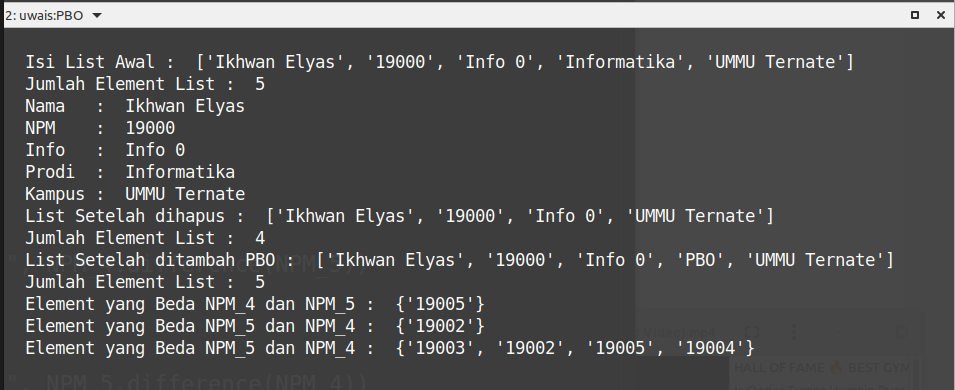 2: uwais:PBO
Isi List Awal :  ['Ikhwan Elyas', '19000', 'Info 0', 'Informatika', 'UMMU Ternate']
Jumlah Element List :  5
Nama   :  Ikhwan Elyas
NPM    :  19000
Info   :  Info 0
Prodi  :  Informatika
Kampus :  UMMU Ternate
List Setelah dihapus :  ['Ikhwan Elyas', '19000', 'Info 0', 'UMMU Ternate']
Jumlah Element List :  4
List Setelah ditambah PBO :  ['Ikhwan Elyas', '19000', 'Info 0', 'PBO', 'UMMU Ternate']
Jumlah Element List :  5
Element yang Beda NPM_4 dan NPM_5 :  {'19005'}
Element yang Beda NPM_5 dan NPM_4 :  {'19002'}
Element yang Beda NPM_5 dan NPM_4 :  {'19003', '19002', '19005', '19004'}
HALL OF FAME 🔥 BEST GYM
NPM_5.difference(NPM_4))